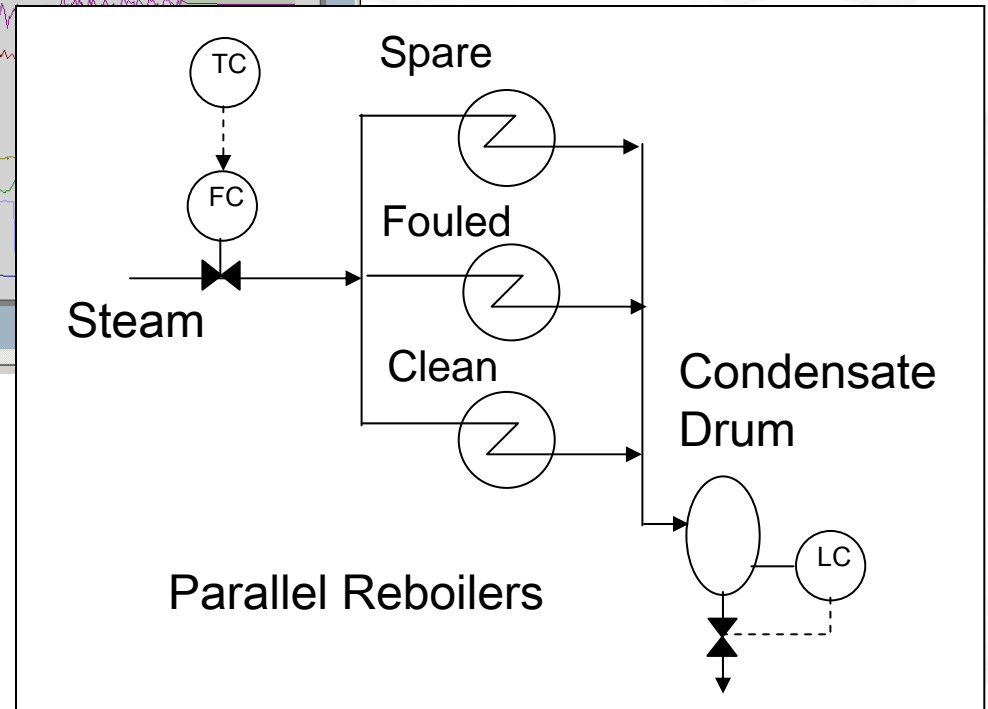 TC
Spare
FC
Fouled
Steam
Clean
Condensate
Drum
LC
Parallel Reboilers